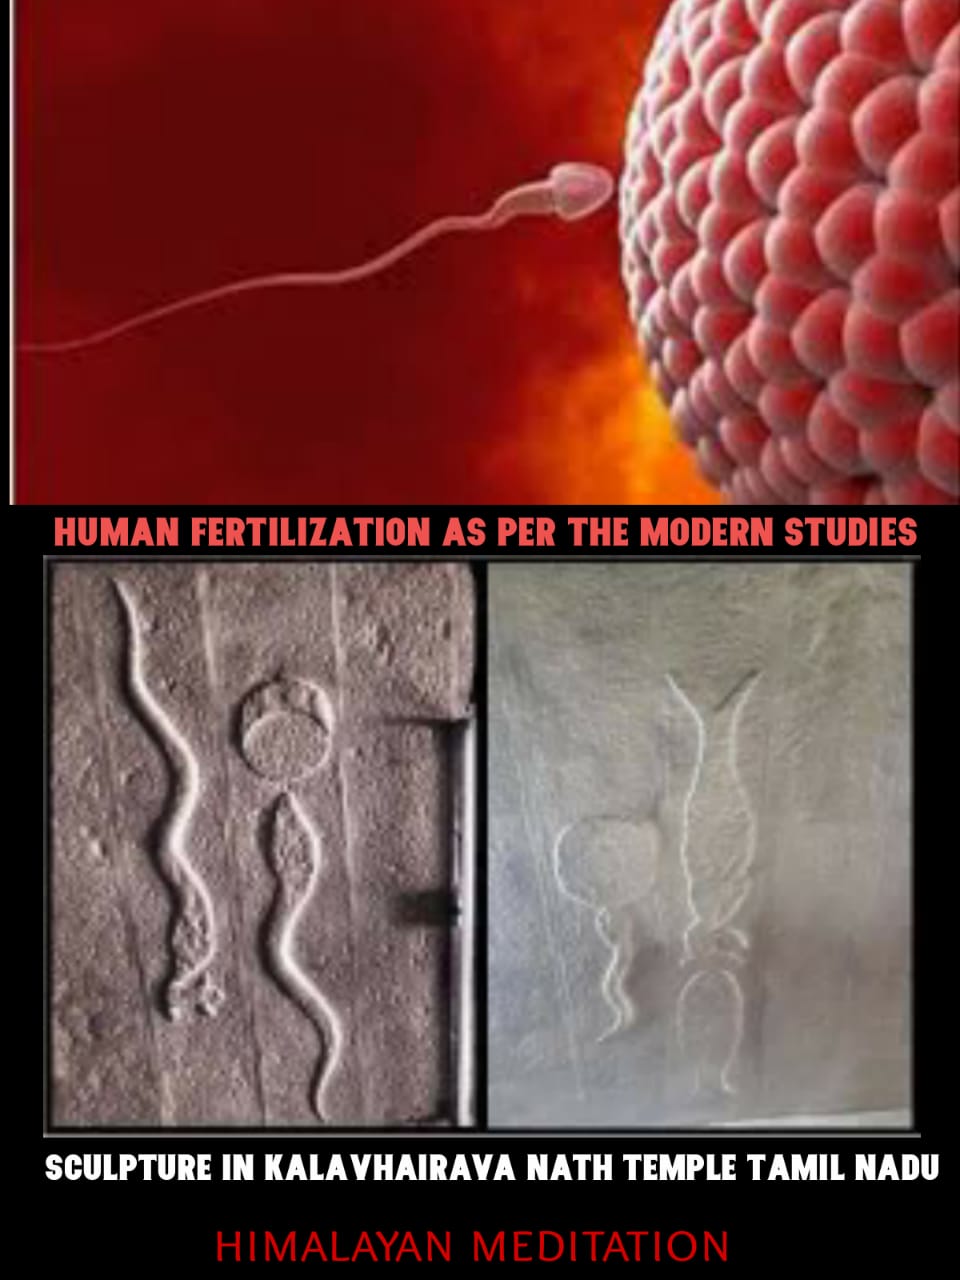 HUMAN FERTILIZATION AS PER THE MODERN STUDIES
SCULPTURE IN KALAVHAIRAVA NATH TEMPLE TAMIL NADU
HIMALAYAN MEDITATION